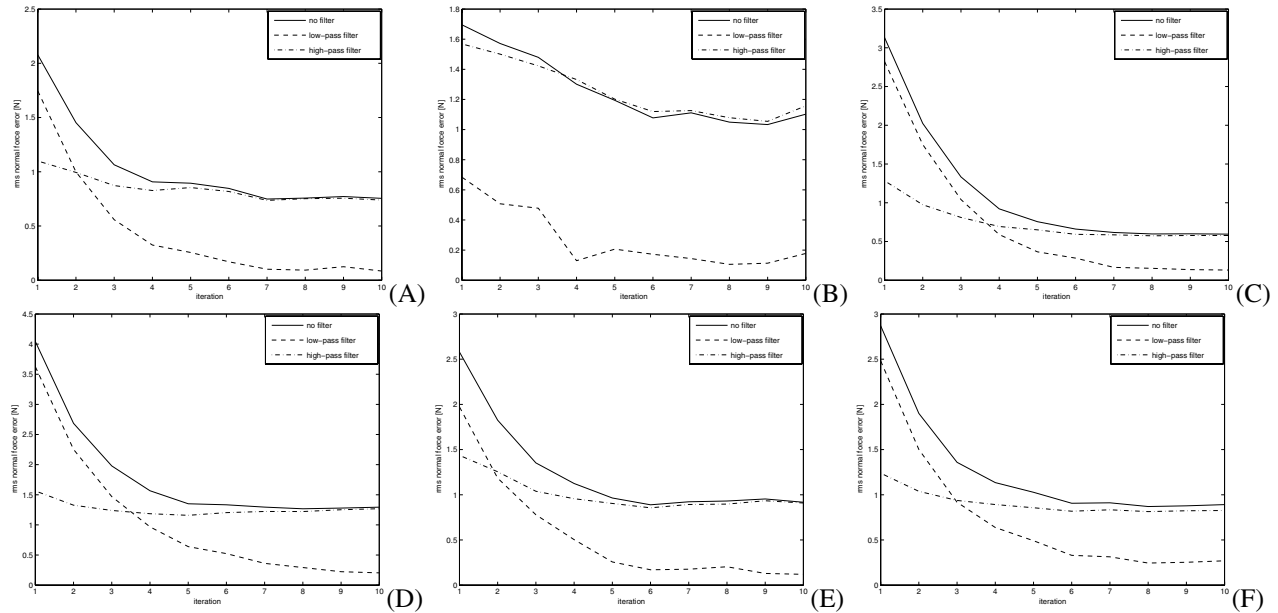 2.5
2
1.5
1
0.5
0
rms normal force error [N]
no filter
low−pass filter
high−pass filter
1 2 3 4 5 6 7 8 9 10
iteration
(A)
1.8
1.6
1.4
1.2
1
0.8
0.6
0.4
0.2
0
rms normal force error [N]
no filter
low−pass filter
high−pass filter
1 2 3 4 5 6 7 8 9 10
iteration
(B)
3.5
3
2.5
2
1.5
1
0.5
0
rms normal force error [N]
no filter
low−pass filter
high−pass filter
1 2 3 4 5 6 7 8 9 10
iteration
(C)
4.5
4
3.5
3
2.5
2
1.5
1
0.5
0
rms normal force error [N]
no filter
low−pass filter
high−pass filter
1 2 3 4 5 6 7 8 9 10
iteration
(D)
3
2.5
2
1.5
1
0.5
0
rms normal force error [N]
no filter
low−pass filter
high−pass filter
1 2 3 4 5 6 7 8 9 10
iteration
(E)
3
2.5
2
1.5
1
0.5
0
rms normal force error [N]
no filter
low−pass filter
high−pass filter
1 2 3 4 5 6 7 8 9 10
iteration
(F)